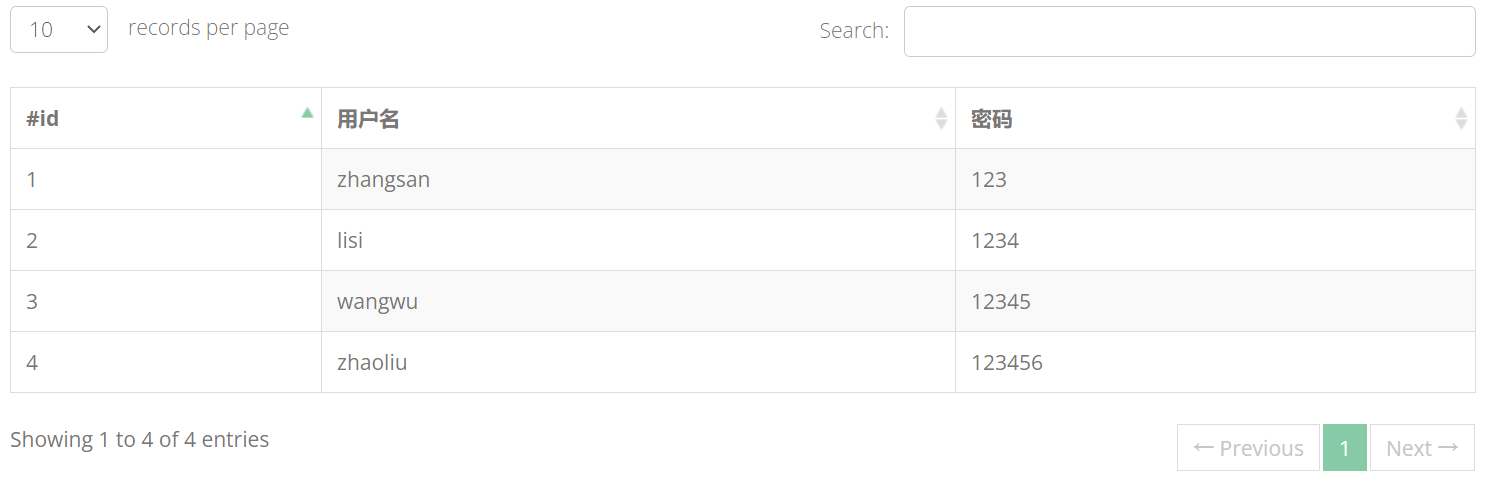 10 records per page Search:
#id 用户名 密码
1 zhangsan 123
2 lisi 1234
3 wangwu 12345
4 zhaoliu 123456
Showing 1 to 4 of 4 entries
← Previous 1 Next →